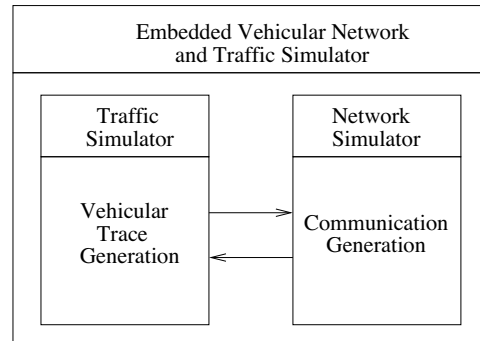 Embedded Vehicular Network
and Traffic Simulator
Traffic
Simulator
Vehicular
Trace
Generation
Network
Simulator
Communication
Generation